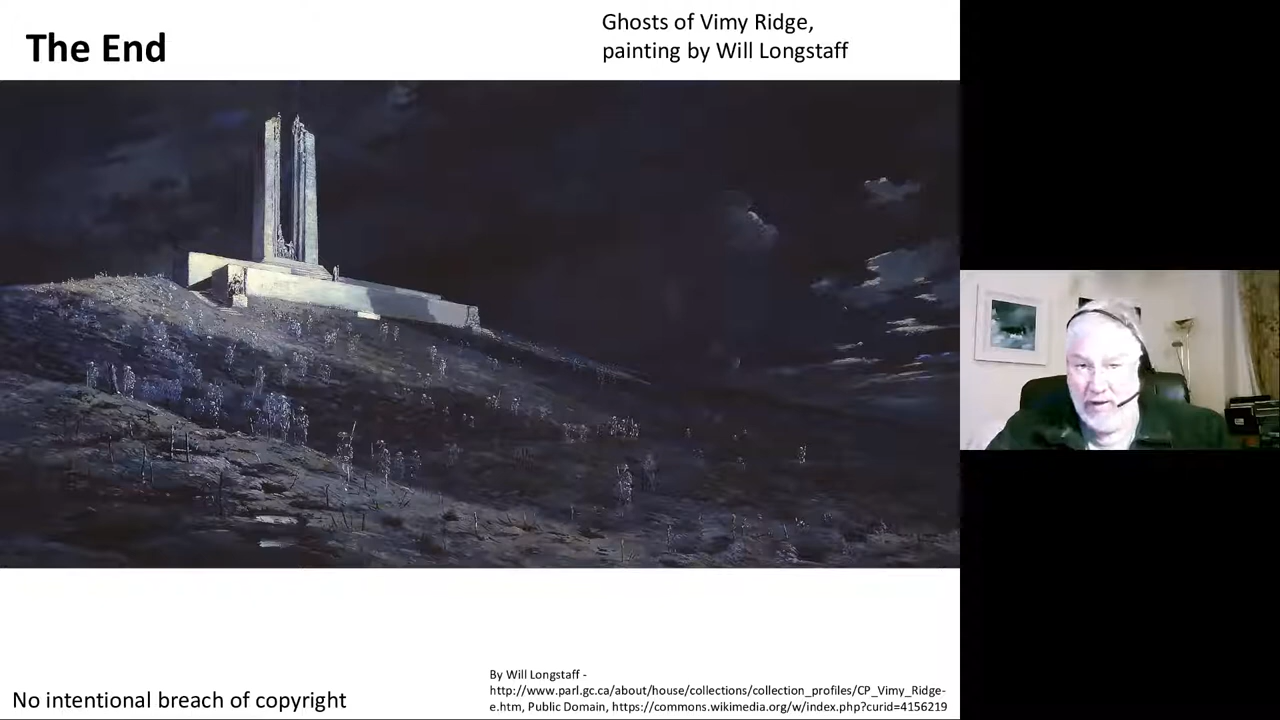 The End
Ghosts of Vimy Ridge,
painting by Will Longstaff
By Will Longstaff -
http://www.parl.gc.ca/about/house/collections/collection_profiles/CP_Vimy_Ridge-
e.htm, Public Domain, https://commons.wikimedia.org/w/index.php?curid=4156219
No intentional breach of copyright